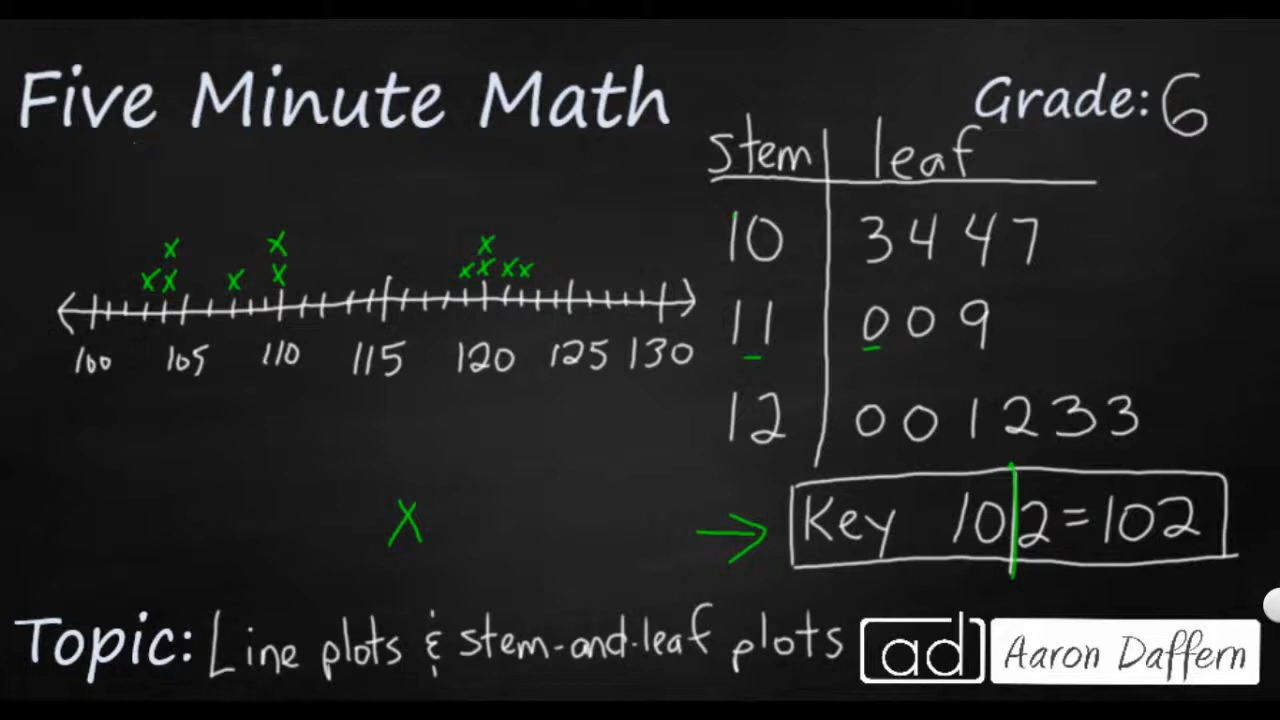 Five Minute Math
Grade: 6
stem leaf
10 3 4 4 7
11 0 0 9
12 0 0 1 2 3 3
x x x x x x x x x x x
100 105 110 115 120 125 130
X
Key 10|2=102
Topic: Line plots & stem-and-leaf plots
ad Aaron Daffern